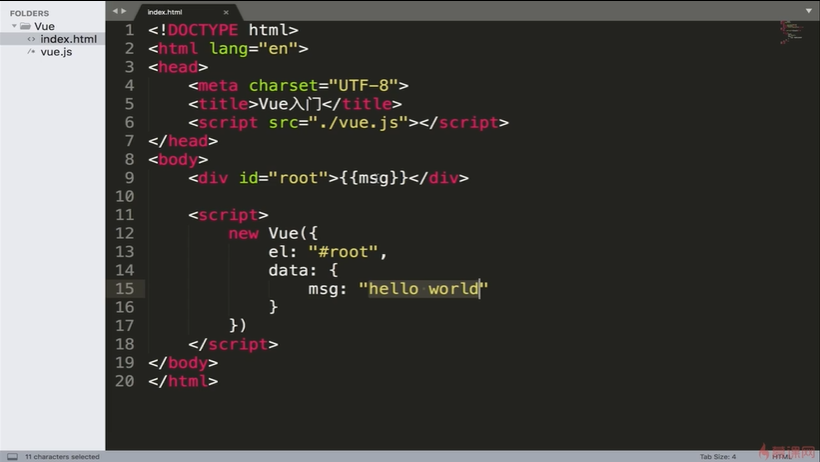 FOLDERS
Vue
index.html
vue.js
index.html
1 <!DOCTYPE html>
2 <html lang="en">
3 <head>
4 <meta charset="UTF-8">
5 <title>Vue入门</title>
6 <script src="./vue.js"></script>
7 </head>
8 <body>
9 <div id="root">{{msg}}</div>
10
11 <script>
12 new Vue({
13 el: "#root",
14 data: {
15 msg: "hello world"
16 }
17 })
18 </script>
19 </body>
20 </html>
11 characters selected
Tab Size: 4
HTML
慕课网